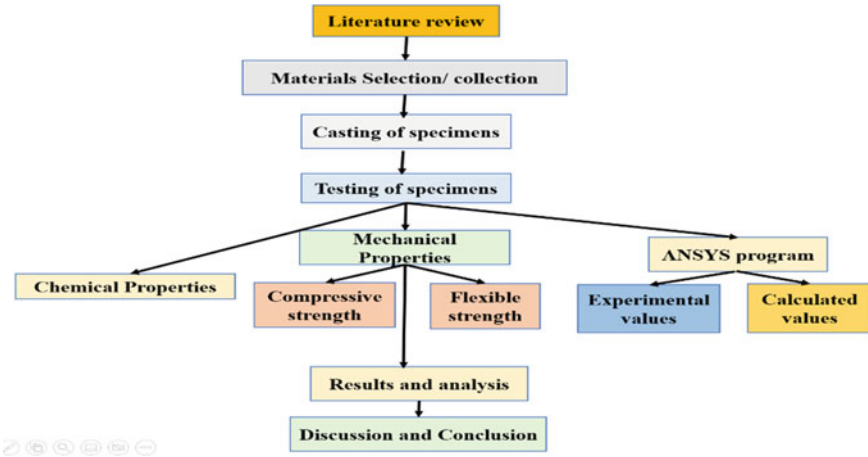 Literature review
Materials Selection/ collection
Casting of specimens
Testing of specimens
Mechanical
Properties
ANSYS program
Chemical Properties
Compressive
strength
Flexible
strength
Experimental
values
Calculated
values
Results and analysis
Discussion and Conclusion